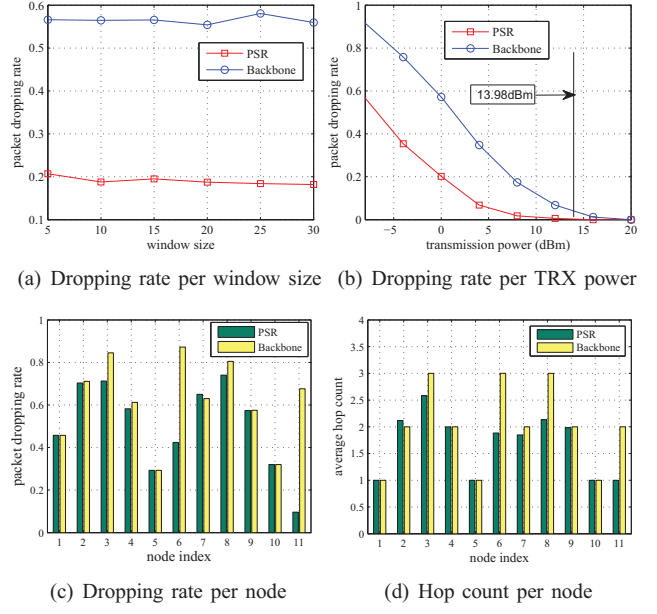 0.6
0.5
0.4
0.3
0.2
0.1
packet dropping rate
PSR
Backbone
5 10 15 20 25 30
window size
1
0.8
0.6
0.4
0.2
0
packet dropping rate
PSR
Backbone
13.98dBm
−5 0 5 10 15 20
transmission power (dBm)
(a) Dropping rate per window size
(b) Dropping rate per TRX power
1
0.8
0.6
0.4
0.2
0
packet dropping rate
PSR
Backbone
1 2 3 4 5 6 7 8 9 10 11
node index
4
3.5
3
2.5
2
1.5
1
0.5
0
average hop count
PSR
Backbone
1 2 3 4 5 6 7 8 9 10 11
node index
(c) Dropping rate per node
(d) Hop count per node